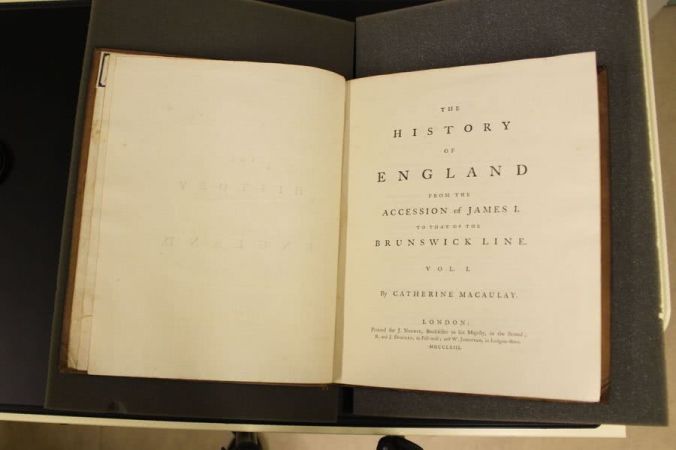 THE
HISTORY
OF
ENGLAND
FROM THE
ACCESSION of JAMES I.
TO THAT OF THE
BRUNSWICK LINE.
VOL. I.
By CATHERINE MACAULAY.
LONDON:
Printed for J. NOURSE, Bookseller to his Majesty, in the Strand;
R. and J. DODSLEY, in Pall-mall; and W. JOHNSTON, in Ludgate-Street.
MDCCLXIII.